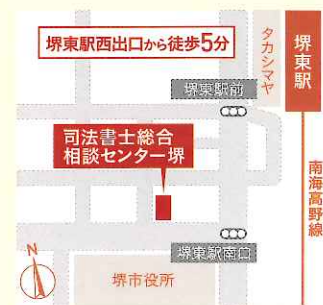 堺東駅西出口から徒歩5分
タカシマヤ
堺東駅
堺東駅前
司法書士総合
相談センター堺
南海高野線
堺東駅南口
N
堺市役所